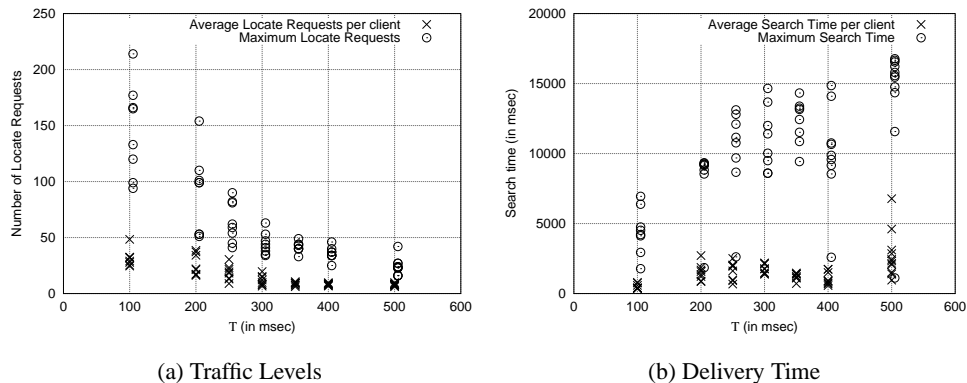 Average Locate Requests per client
Maximum Locate Requests
Number of Locate Requests
250
200
150
100
50
0
0 100 200 300 400 500 600
T (in msec)
(a) Traffic Levels
Average Search Time per client
Maximum Search Time
Search time (in msec)
20000
15000
10000
5000
0
0 100 200 300 400 500 600
T (in msec)
(b) Delivery Time